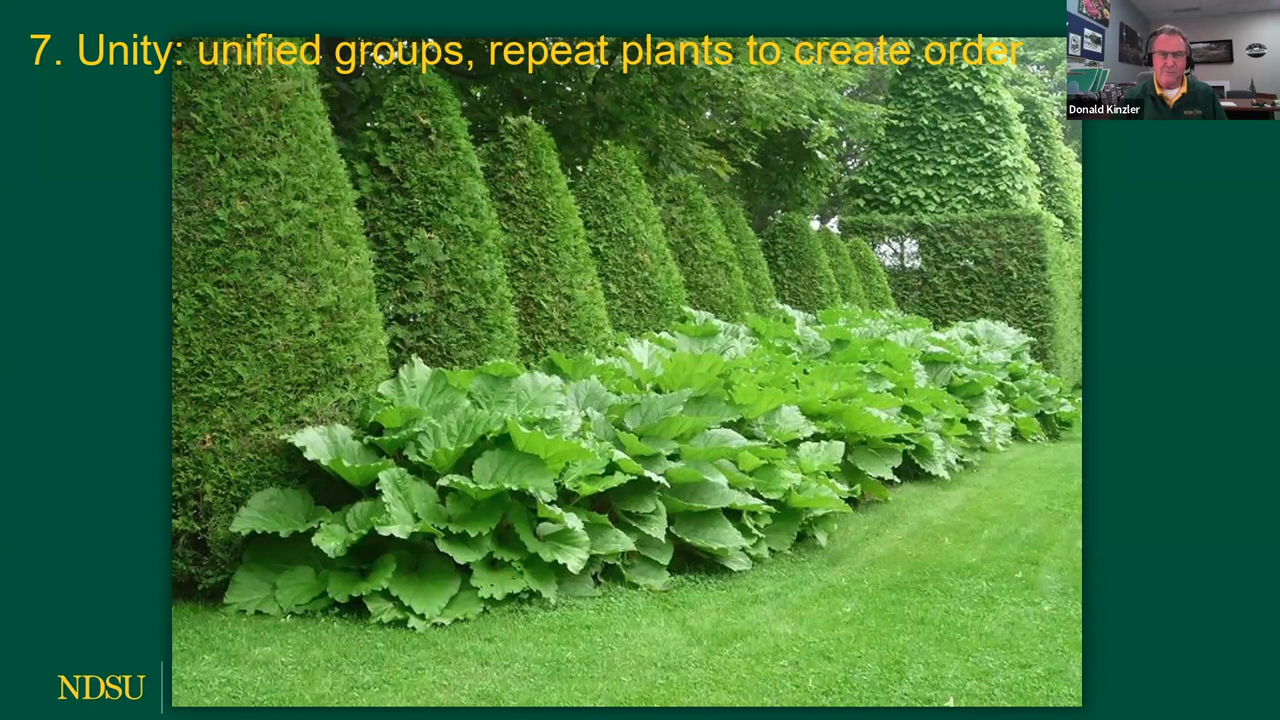 7. Unity: unified groups, repeat plants to create order
Donald Kinzler
NDSU